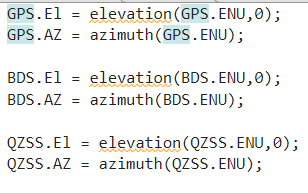 GPS.El = elevation(GPS.ENU,0);
GPS.AZ = azimuth(GPS.ENU);
BDS.El = elevation(BDS.ENU,0);
BDS.AZ = azimuth(BDS.ENU);
QZSS.El = elevation(QZSS.ENU,0);
QZSS.AZ = azimuth(QZSS.ENU);